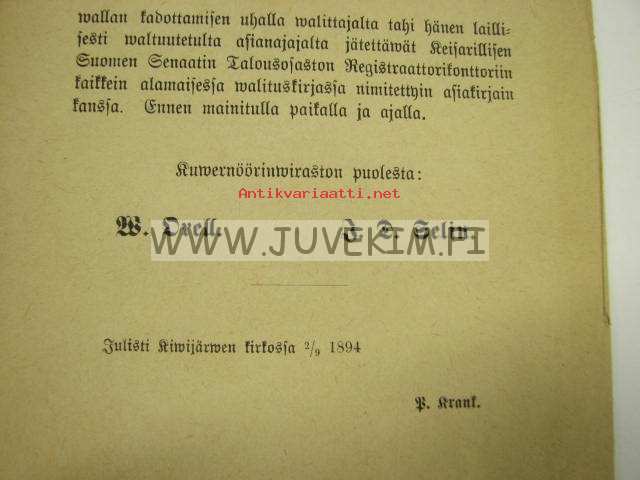 wallan kadottamisen uhalla walittajalta tahi hänen lailli-
sesti waltuutetulta asianajajalta jätettäwät Keisarillisen
Suomen Senaatin Talousosaston Registraattorikonttoriin
kaikkein alamaisessa walituskirjassa nimitettyin asiakirjain
kanssa. Ennen mainitulla paikalla ja ajalla.
Kuwernöörinwiraston puolesta:
Antikvariaatti.net
W. J.
WWW.JUVEKIM.FI
Julisti Kiwijärwen kirkossa 2/9 1894
P. Krank.